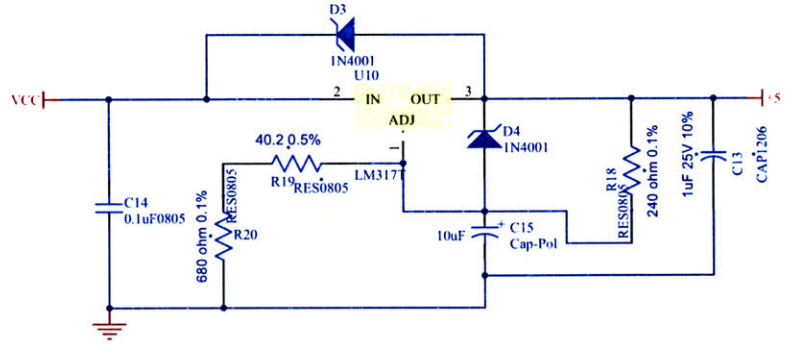 D3
1N4001
U10
VCC
2
IN
OUT
3
+5
ADJ
1
LM317T
D4
1N4001
40.2 0.5%
R19
RES0805
C14
0.1uF0805
680 ohm 0.1%
RES0805
R20
10uF
+
C15
Cap-Pol
R18
RES0805
240 ohm 0.1%
1uF 25V 10%
C13
CAP1206